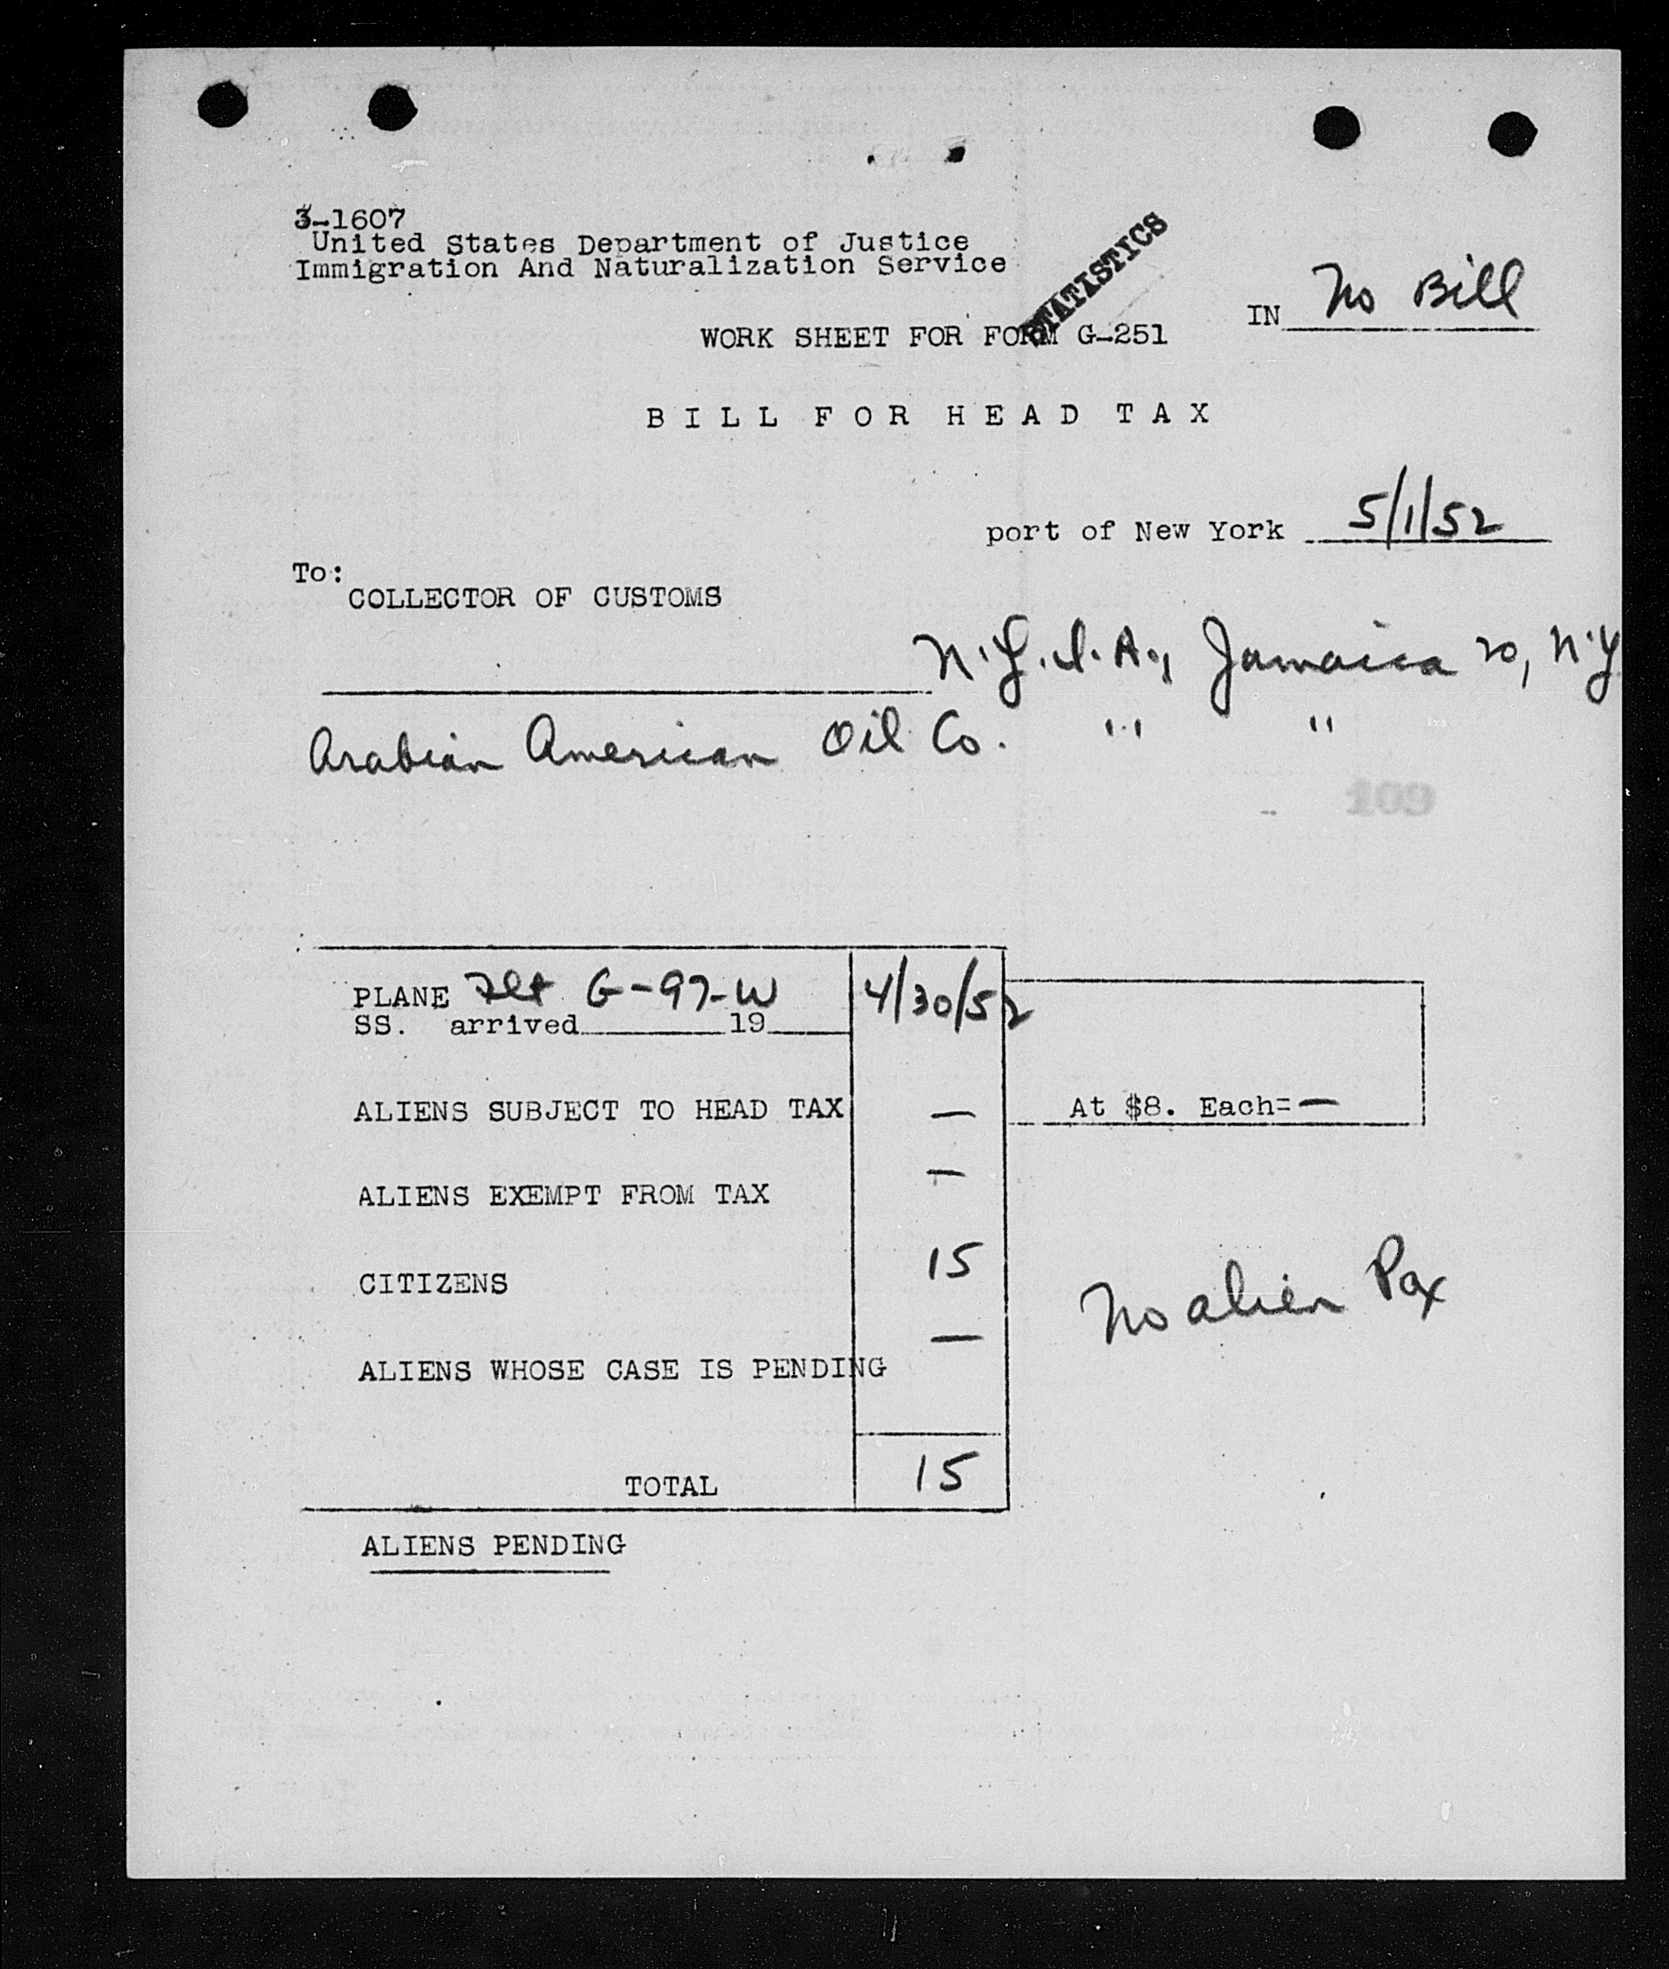 3-1607
United States Department of Justice
Immigration And Naturalization Service
STATISTICS
IN No Bill
WORK SHEET FOR FORM G-251
BILL FOR HEAD TAX
port of New York 5/1/52
To:
COLLECTOR OF CUSTOMS
N.Y.I.A., Jamaica 20, N.Y
Arabian American Oil Co. " "
109
PLANE Flt G-97-W 4/30/52
SS. arrived 19
ALIENS SUBJECT TO HEAD TAX — At $8. Each=—
ALIENS EXEMPT FROM TAX —
CITIZENS 15
No alien Pax
ALIENS WHOSE CASE IS PENDING —
TOTAL 15
ALIENS PENDING